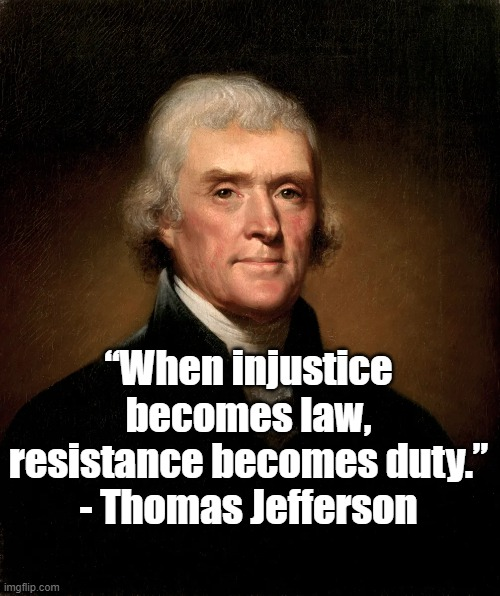 “When injustice
becomes law,
resistance becomes duty.”
- Thomas Jefferson
imgflip.com